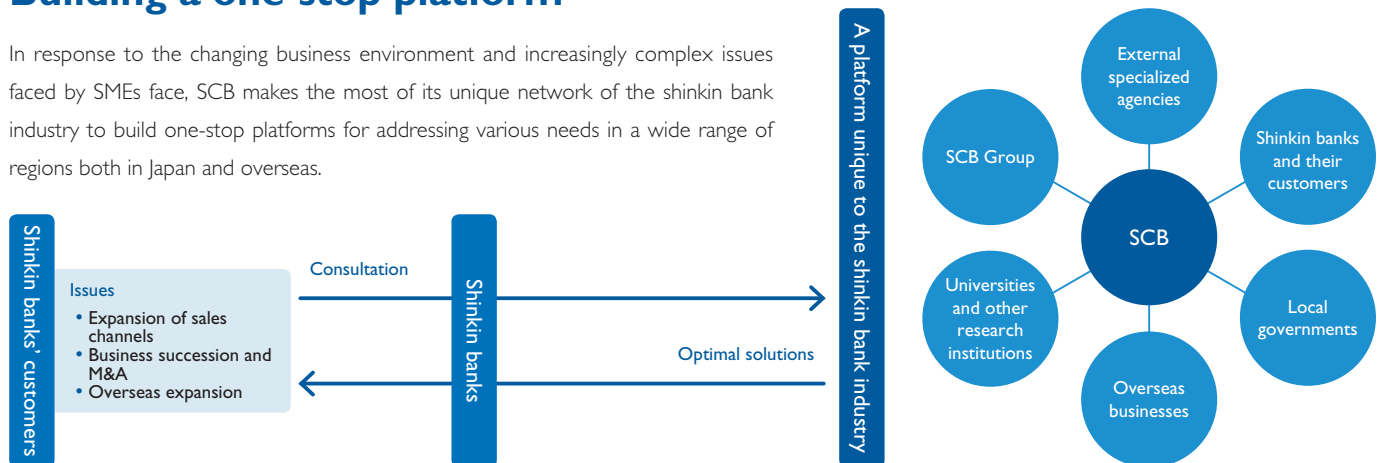 Building a one-stop platform
In response to the changing business environment and increasingly complex issues
faced by SMEs face, SCB makes the most of its unique network of the shinkin bank
industry to build one-stop platforms for addressing various needs in a wide range of
regions both in Japan and overseas.
Shinkin banks' customers
Issues
• Expansion of sales
channels
• Business succession and
M&A
• Overseas expansion
Consultation
Shinkin banks
Optimal solutions
A platform unique to the shinkin bank industry
External
specialized
agencies
SCB Group
Shinkin banks
and their
customers
SCB
Universities
and other
research
institutions
Local
governments
Overseas
businesses